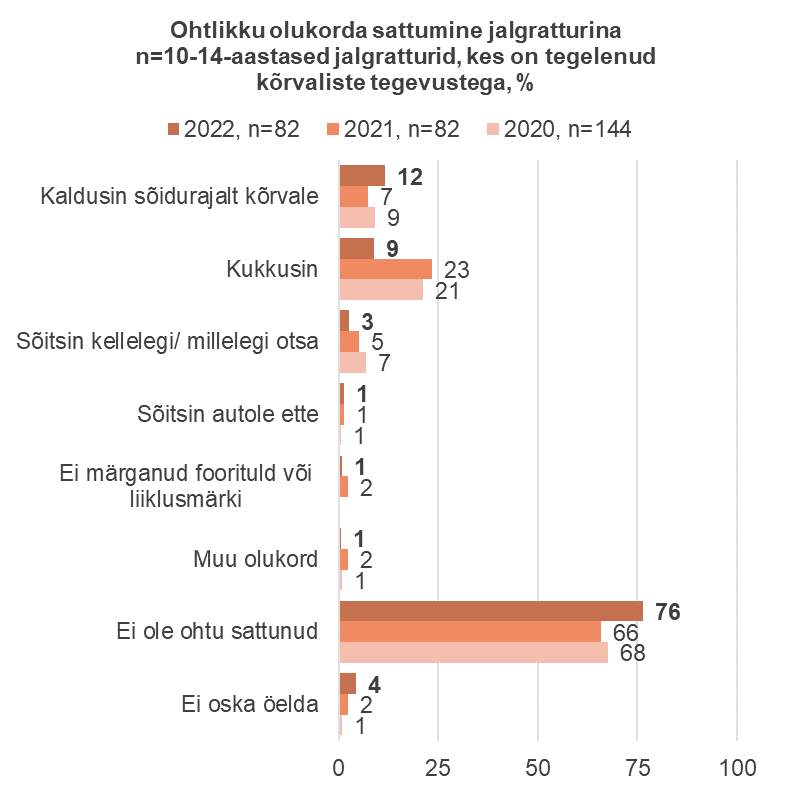 Ohtlikku olukorda sattumine jalgratturina
n=10-14-aastased jalgratturid, kes on tegelenud
kõrvaliste tegevustega, %
2022, n=82 2021, n=82 2020, n=144
Kaldusin sõidurajalt kõrvale 12 7 9
Kukkusin 9 23 21
Sõitsin kellelegi/ millelegi otsa 3 5 7
Sõitsin autole ette 1 1 1
Ei märganud foorituld või
liiklusmärki 1 2
Muu olukord 1 2 1
Ei ole ohtu sattunud 76 66 68
Ei oska öelda 4 2 1
0 25 50 75 100